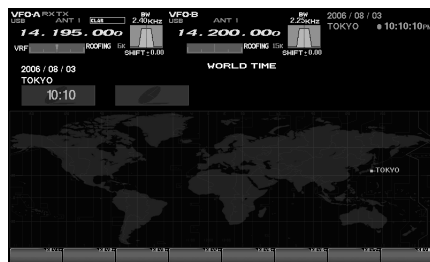 VFO-A RX TX BW VFO-B BW 2006 / 08 / 03
USB ANT 1 CLAR 2.40KHz USB ANT 1 2.25KHz TOKYO 10:10:10PM
14.195.000 14.200.000
VRF ROOFING 6K SHIFT±0.00 ROOFING 15K SHIFT±0.00
2006 / 08 / 03 WORLD TIME
TOKYO
10:10
TOKYO